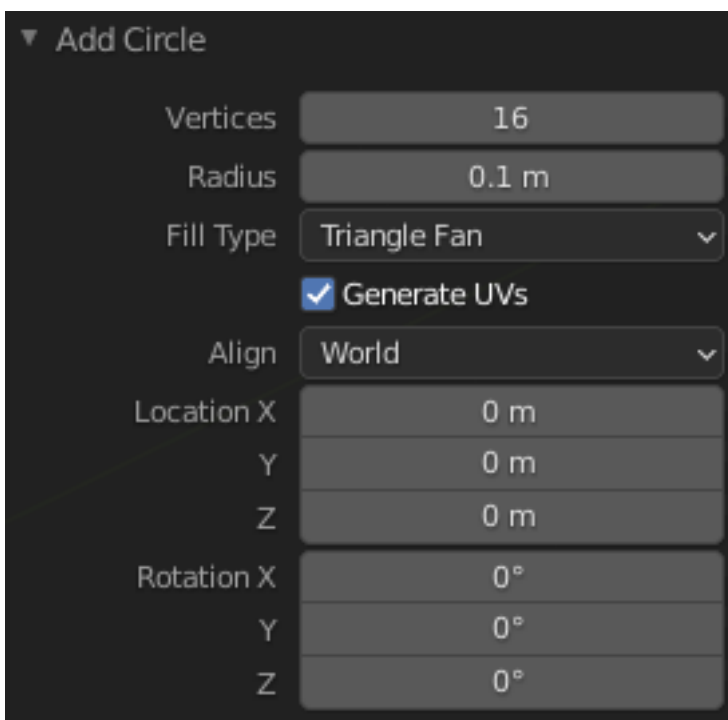 Add Circle
Vertices 16
Radius 0.1 m
Fill Type Triangle Fan
Generate UVs
Align World
Location X 0 m
Y 0 m
Z 0 m
Rotation X 0°
Y 0°
Z 0°